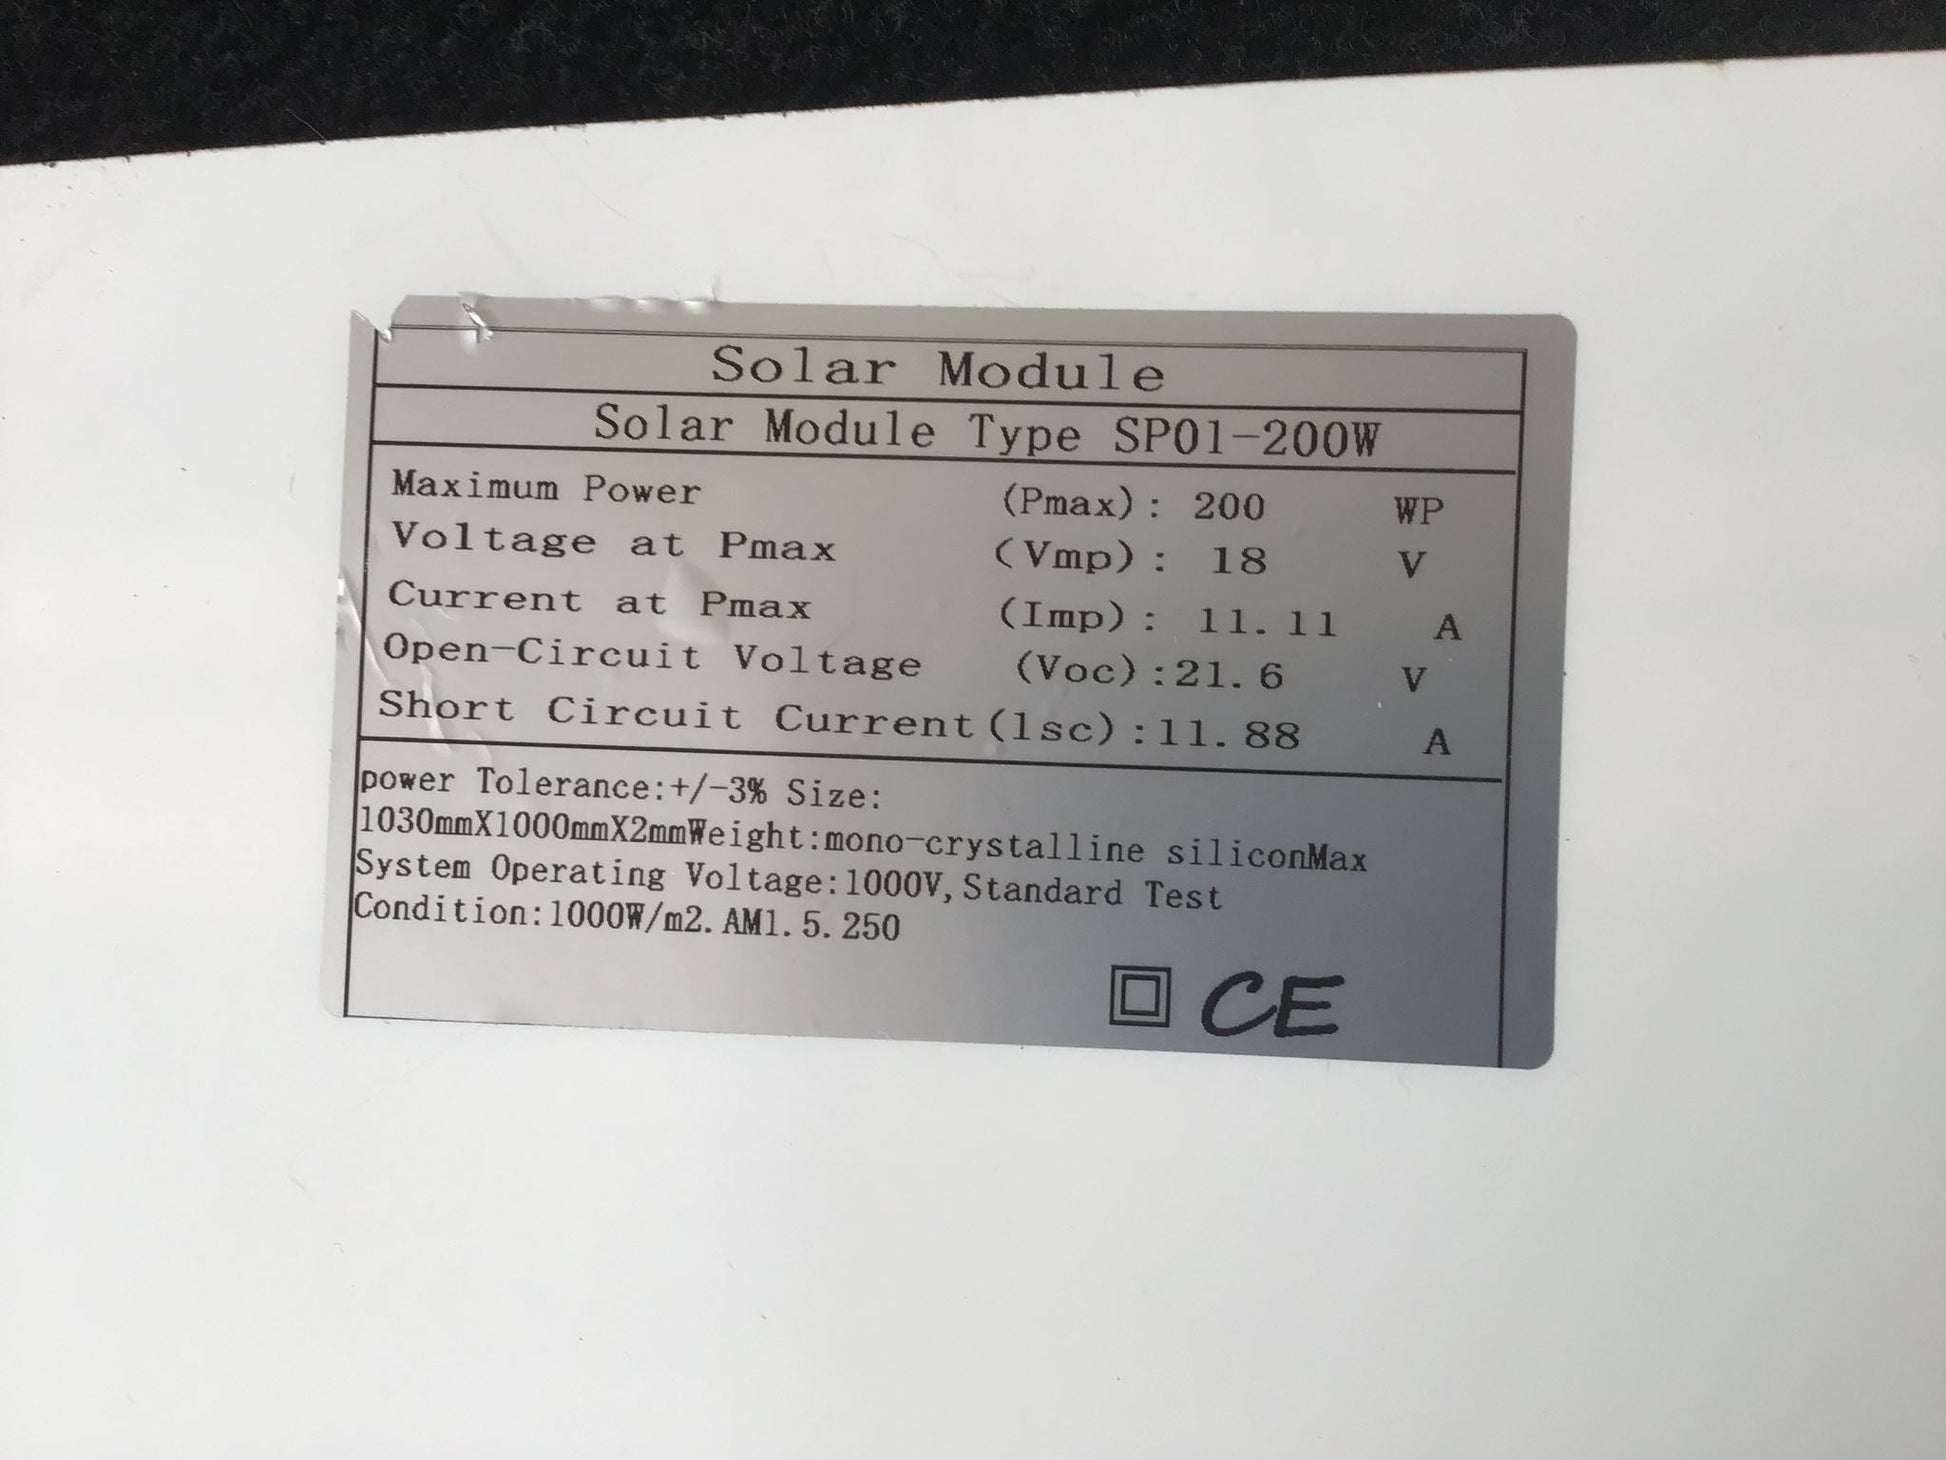 Solar Module
Solar Module Type SP01-200W
Maximum Power (Pmax): 200 WP
Voltage at Pmax (Vmp): 18 V
Current at Pmax (Imp): 11.11 A
Open-Circuit Voltage (Voc):21.6 V
Short Circuit Current(lsc):11.88 A
power Tolerance:+/-3% Size:
1030mmX1000mmX2mmWeight:mono-crystalline siliconMax
System Operating Voltage:1000V,Standard Test
Condition:1000W/m2.AM1.5.250
CE